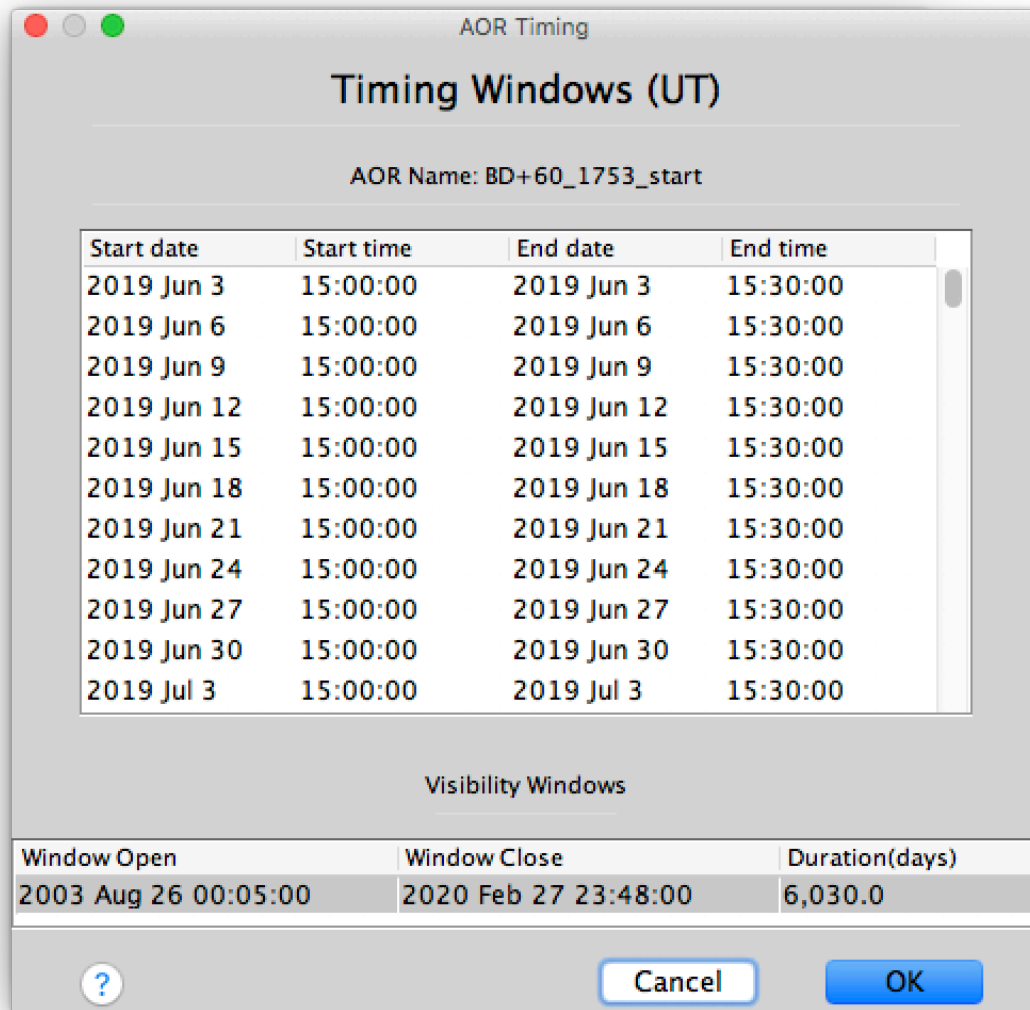 AOR Timing
Timing Windows (UT)
AOR Name: BD+60_1753_start
Start date Start time End date End time
2019 Jun 3 15:00:00 2019 Jun 3 15:30:00
2019 Jun 6 15:00:00 2019 Jun 6 15:30:00
2019 Jun 9 15:00:00 2019 Jun 9 15:30:00
2019 Jun 12 15:00:00 2019 Jun 12 15:30:00
2019 Jun 15 15:00:00 2019 Jun 15 15:30:00
2019 Jun 18 15:00:00 2019 Jun 18 15:30:00
2019 Jun 21 15:00:00 2019 Jun 21 15:30:00
2019 Jun 24 15:00:00 2019 Jun 24 15:30:00
2019 Jun 27 15:00:00 2019 Jun 27 15:30:00
2019 Jun 30 15:00:00 2019 Jun 30 15:30:00
2019 Jul 3 15:00:00 2019 Jul 3 15:30:00
Visibility Windows
Window Open Window Close Duration(days)
2003 Aug 26 00:05:00 2020 Feb 27 23:48:00 6,030.0
? Cancel OK